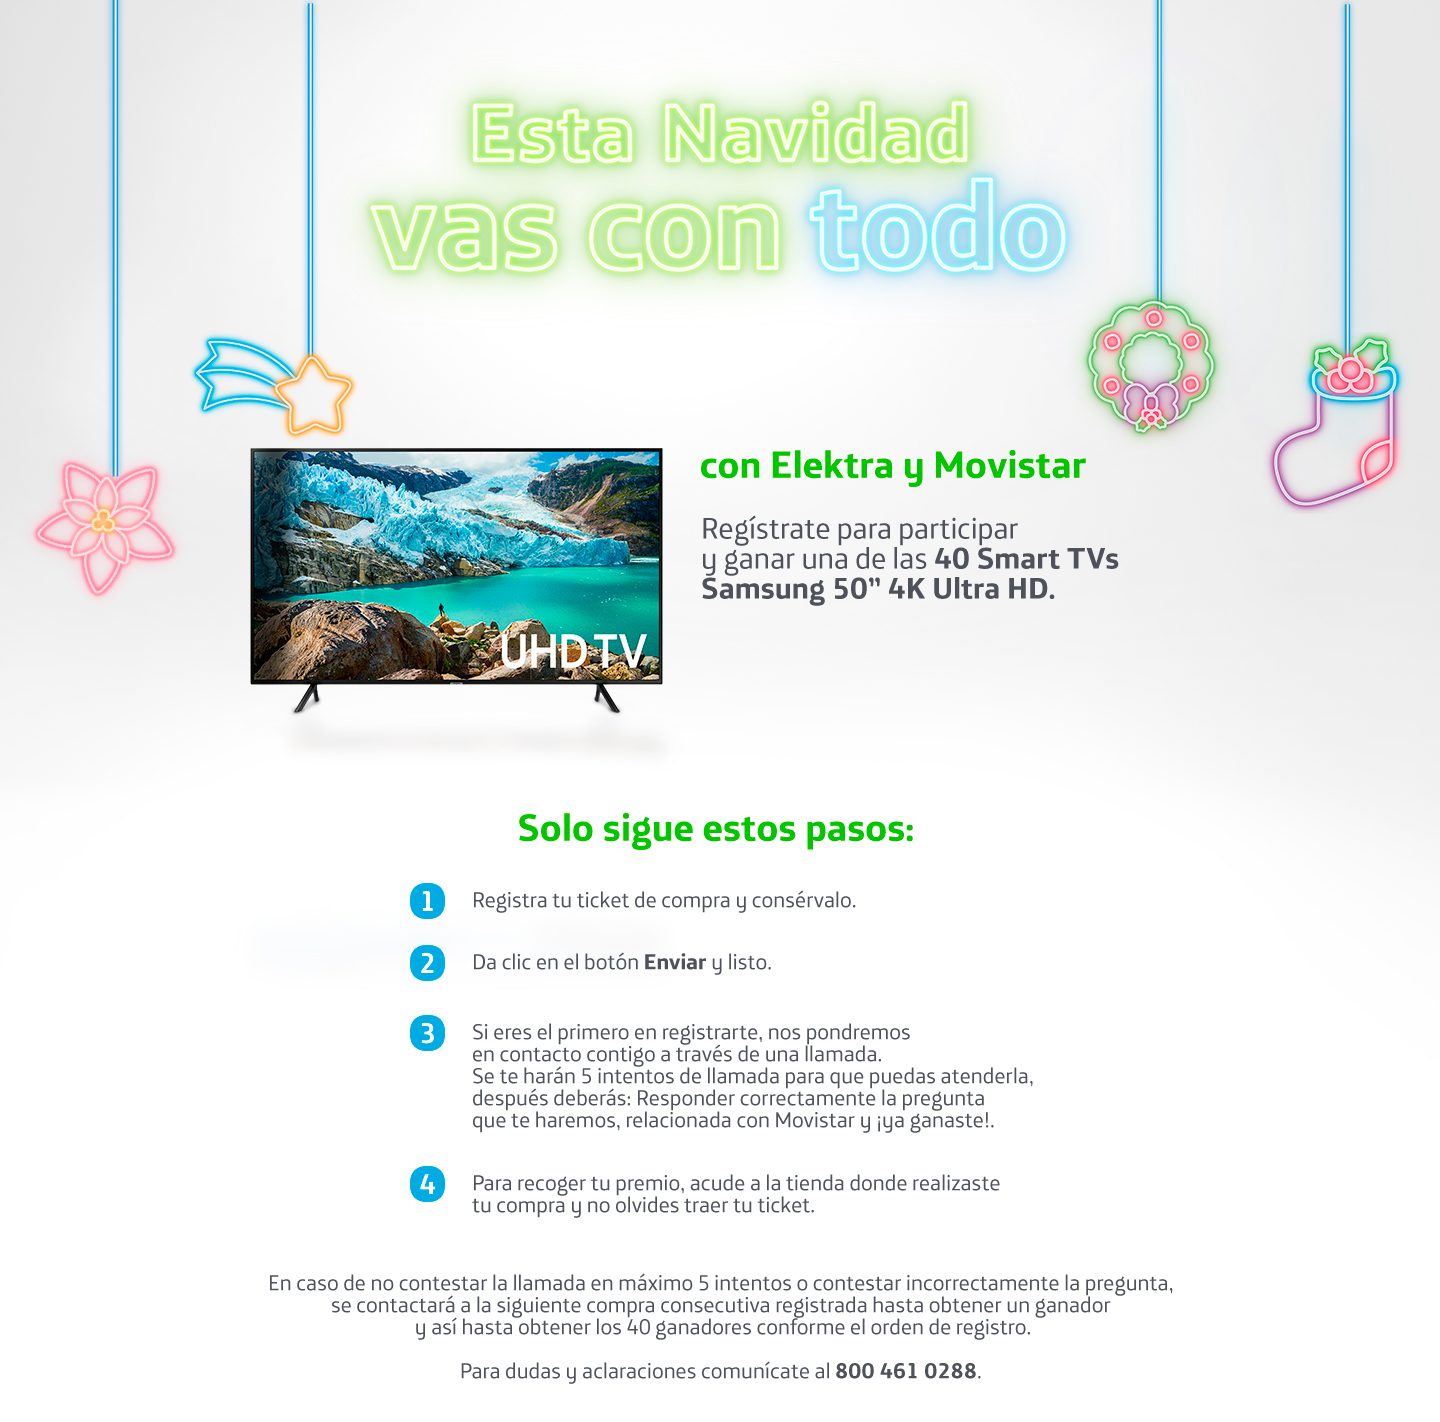 Esta Navidad
vas con todo
con Elektra y Movistar
Regístrate para participar
y ganar una de las 40 Smart TVs
Samsung 50” 4K Ultra HD.
UHD TV
Solo sigue estos pasos:
1 Registra tu ticket de compra y consérvalo.
2 Da clic en el botón Enviar y listo.
3 Si eres el primero en registrarte, nos pondremos
en contacto contigo a través de una llamada.
Se te harán 5 intentos de llamada para que puedas atenderla,
después deberás: Responder correctamente la pregunta
que te haremos, relacionada con Movistar y ¡ya ganaste!.
4 Para recoger tu premio, acude a la tienda donde realizaste
tu compra y no olvides traer tu ticket.
En caso de no contestar la llamada en máximo 5 intentos o contestar incorrectamente la pregunta,
se contactará a la siguiente compra consecutiva registrada hasta obtener un ganador
y así hasta obtener los 40 ganadores conforme el orden de registro.
Para dudas y aclaraciones comunícate al 800 461 0288.